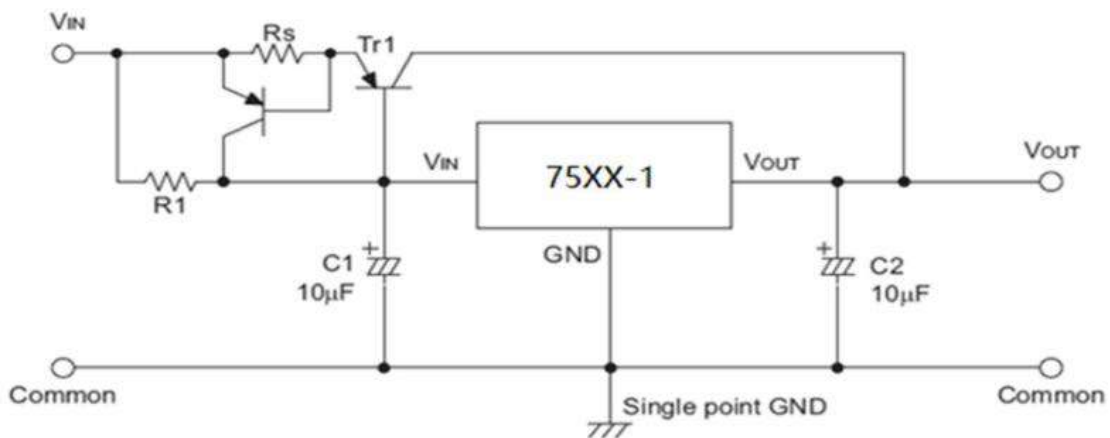 VIN
Rs
Tr1
R1
VIN
75XX-1
VOUT
VOUT
GND
C1
10μF
C2
10μF
Common
Single point GND
Common